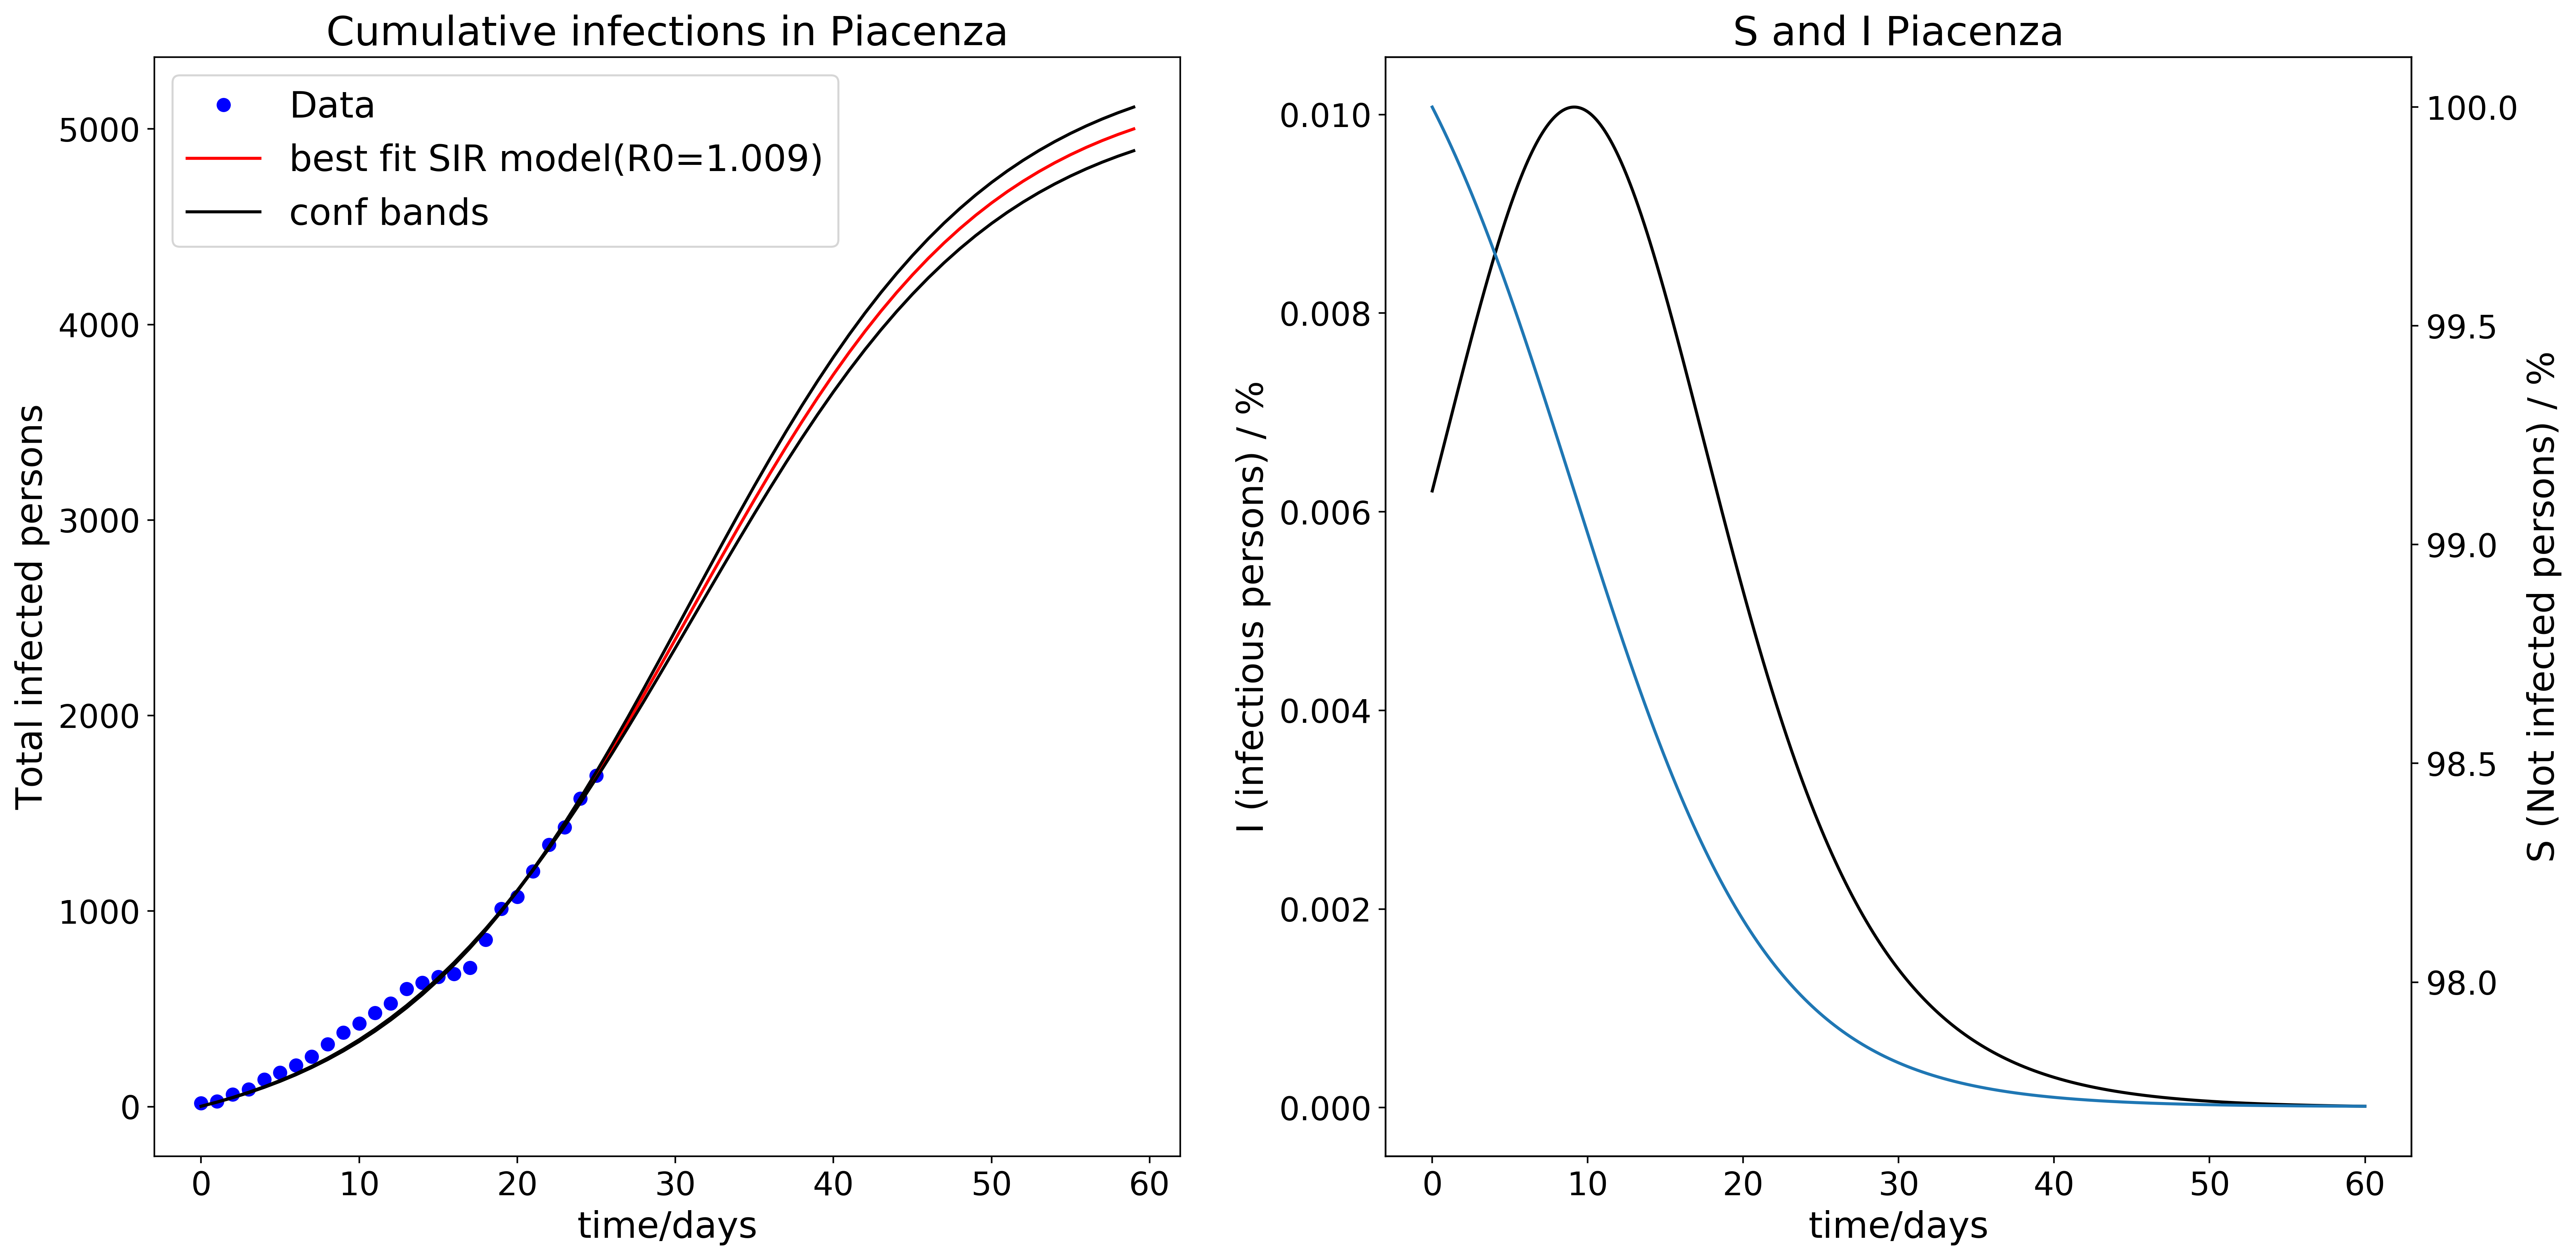 Cumulative infections in Piacenza
Data
best fit SIR model(R0=1.009)
conf bands
Total infected persons
5000
4000
3000
2000
1000
0
0 10 20 30 40 50 60
time/days
S and I Piacenza
I (infectious persons) / %
0.010
0.008
0.006
0.004
0.002
0.000
100.0
99.5
99.0
98.5
98.0
S (Not infected persons) / %
0 10 20 30 40 50 60
time/days